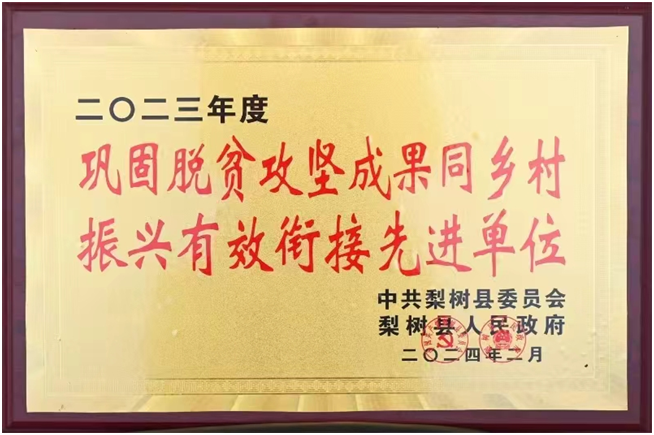 二〇二三年度
巩固脱贫攻坚成果同乡村
振兴有效衔接先进单位
中共梨树县委员会
梨树县人民政府
二〇二四年二月